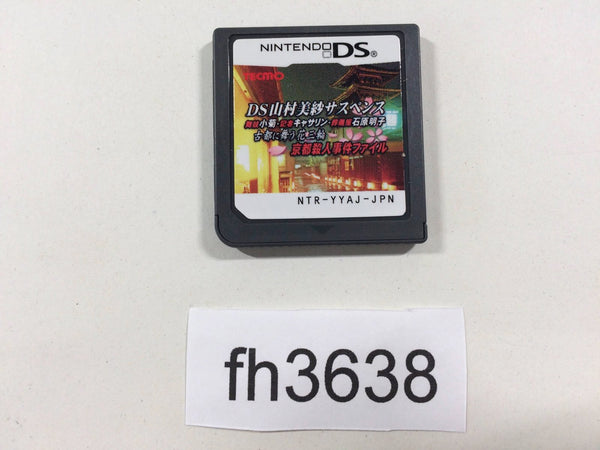 NINTENDO DS®
TECMO
DS山村美紗サスペンス
舞妓小菊・記者キャサリン・葬儀屋石原明子
古都に舞う花三輪
京都殺人事件ファイル
NTR-YYAJ-JPN
fh3638